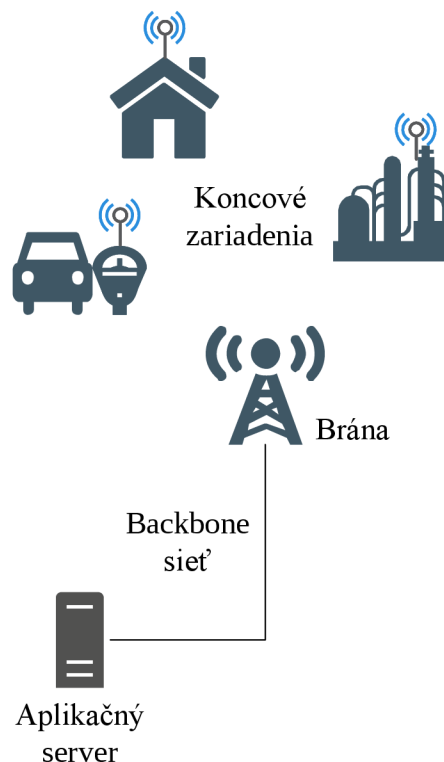 Koncové
zariadenia
Brána
Backbone
sieť
Aplikačný
server